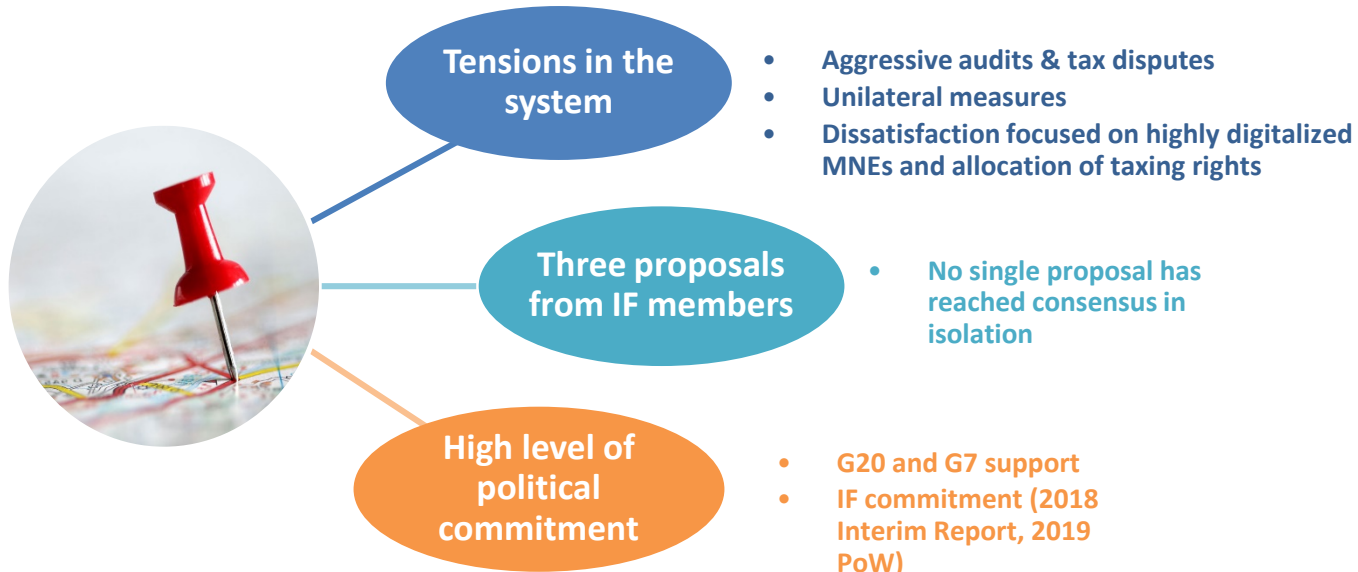 Tensions in the
system
• Aggressive audits & tax disputes
• Unilateral measures
• Dissatisfaction focused on highly digitalized
MNEs and allocation of taxing rights
Three proposals
from IF members
• No single proposal has
reached consensus in
isolation
High level of
political
commitment
• G20 and G7 support
• IF commitment (2018
Interim Report, 2019
PoW)